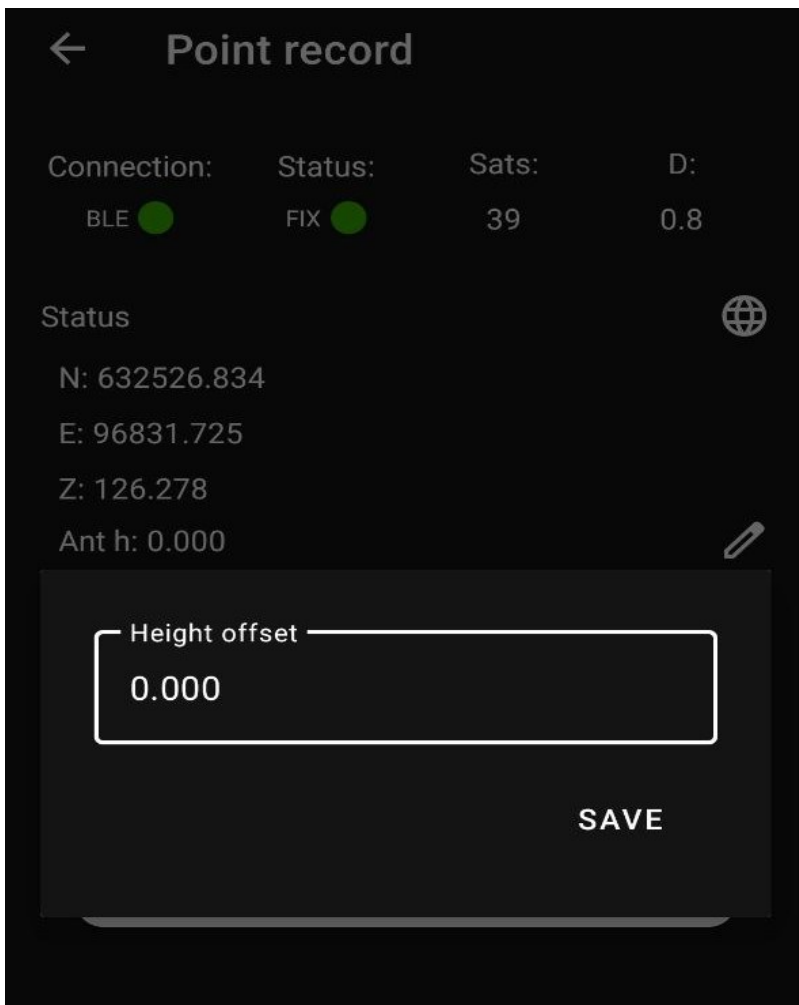 Point record
Connection: Status: Sats: D:
BLE FIX 39 0.8
Status
N: 632526.834
E: 96831.725
Z: 126.278
Ant h: 0.000
Height offset
0.000
SAVE